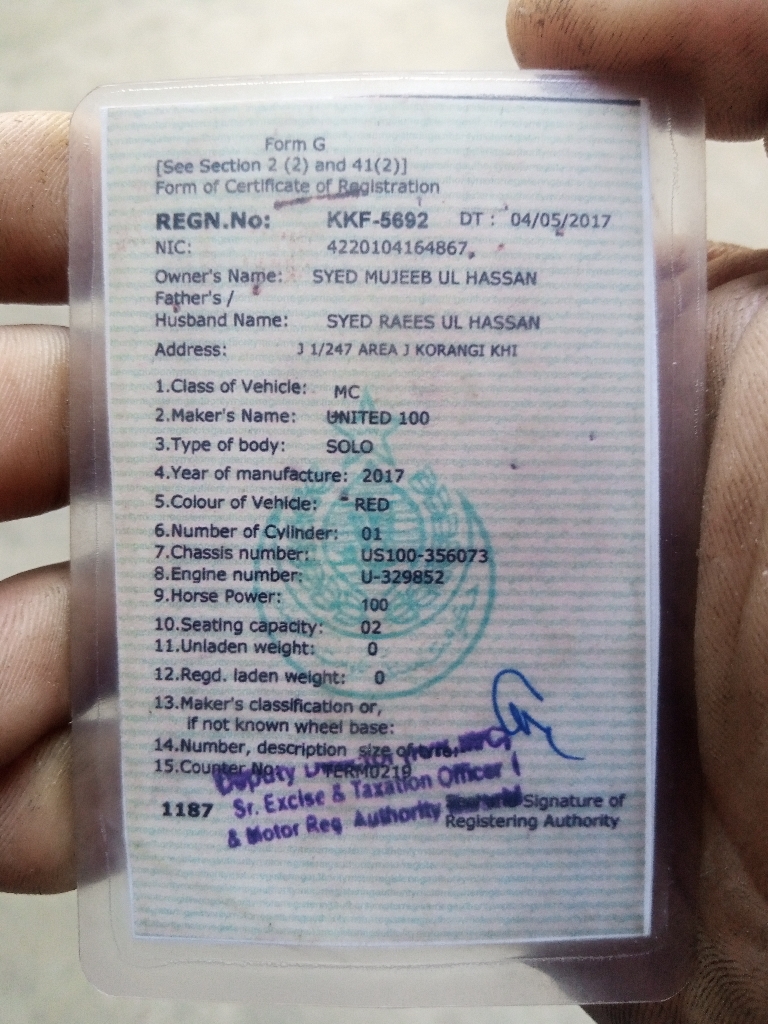 Form G
[See Section 2 (2) and 41(2)]
Form of Certificate of Registration
REGN.No: KKF-5692 DT : 04/05/2017
NIC: 4220104164867,
Owner's Name: SYED MUJEEB UL HASSAN
Father's /
Husband Name: SYED RAEES UL HASSAN
Address: J 1/247 AREA J KORANGI KHI
1.Class of Vehicle: MC
2.Maker's Name: UNITED 100
3.Type of body: SOLO
4.Year of manufacture: 2017
5.Colour of Vehicle: RED
6.Number of Cylinder: 01
7.Chassis number: US100-356073
8.Engine number: U-329852
9.Horse Power: 100
10.Seating capacity: 02
11.Unladen weight: 0
12.Regd. laden weight: 0
13.Maker's classification or,
if not known wheel base:
14.Number, description size of
15.Counter No: TERM0219
Deputy
Sr. Excise & Taxation Officer
& Motor Reg Authority
1187 Signature of
Registering Authority